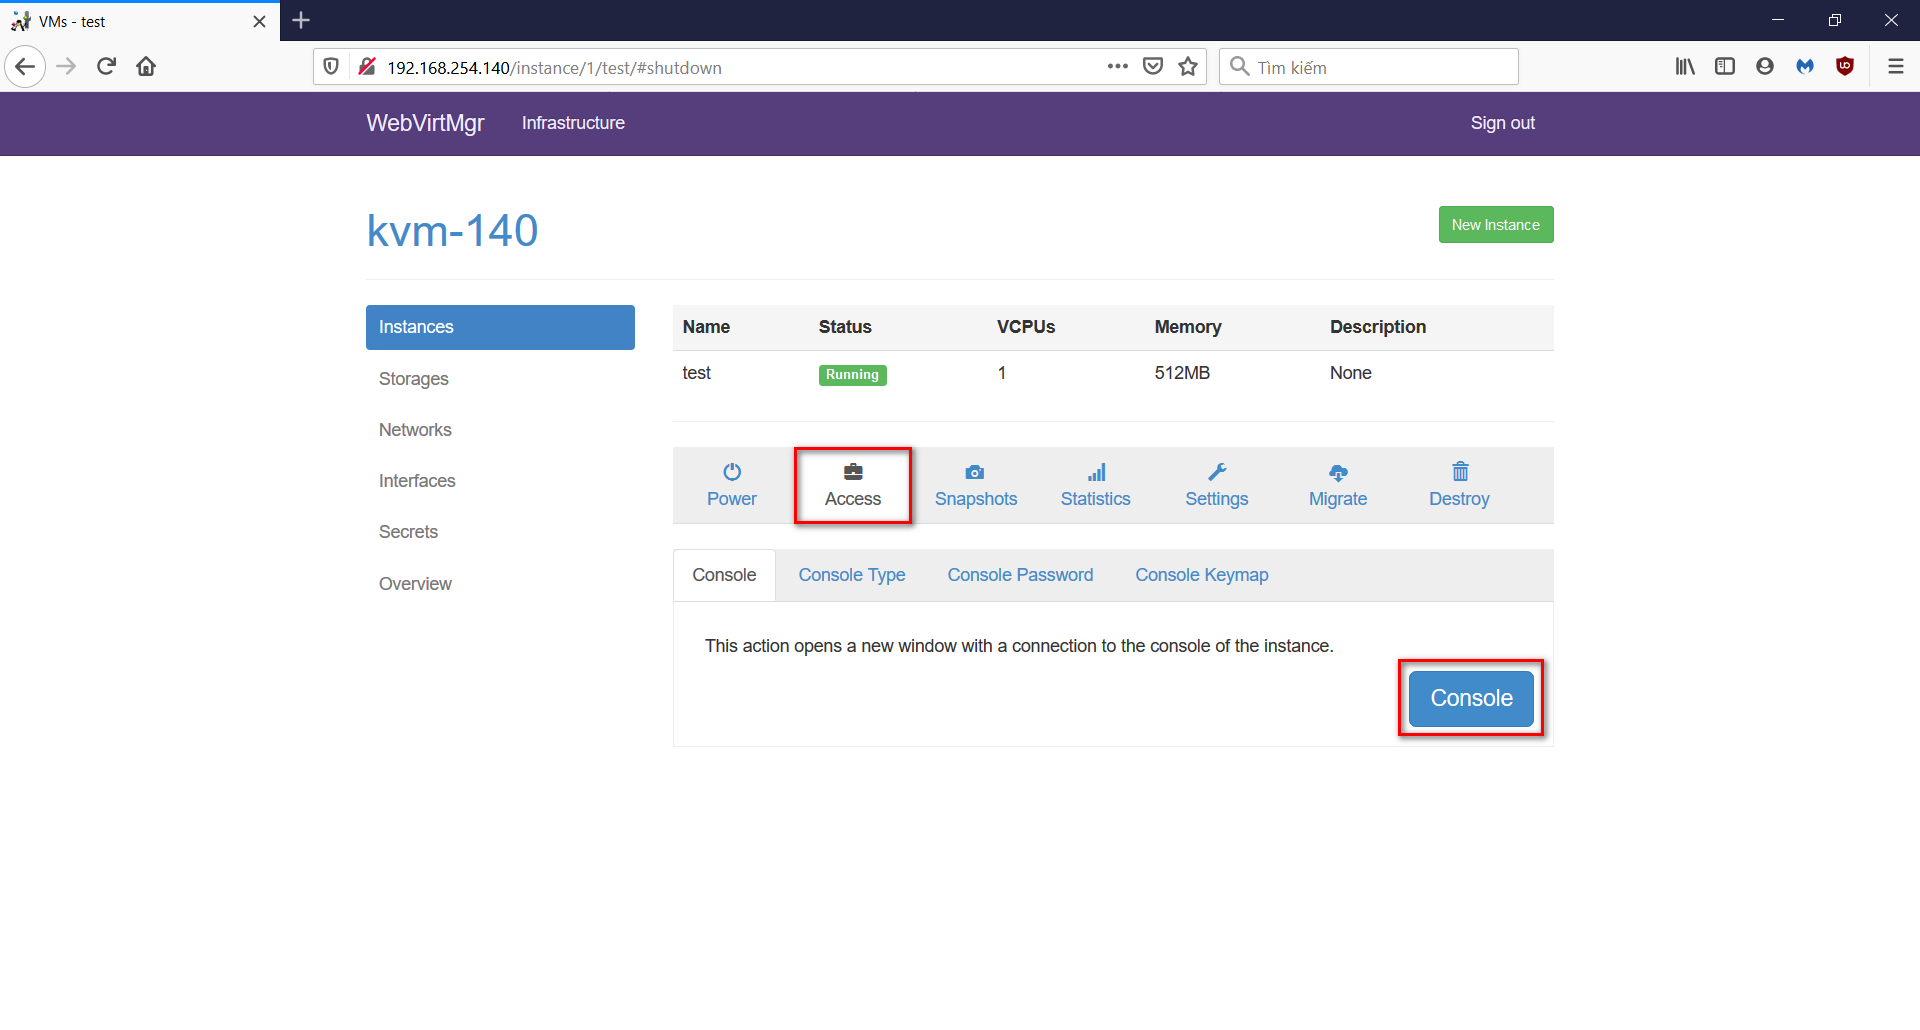 VMs - test
192.168.254.140/instance/1/test/#shutdown
Tìm kiếm
WebVirtMgr Infrastructure Sign out
kvm-140
New Instance
Instances
Storages
Networks
Interfaces
Secrets
Overview
Name Status VCPUs Memory Description
test Running 1 512MB None
Power Access Snapshots Statistics Settings Migrate Destroy
Console Console Type Console Password Console Keymap
This action opens a new window with a connection to the console of the instance.
Console